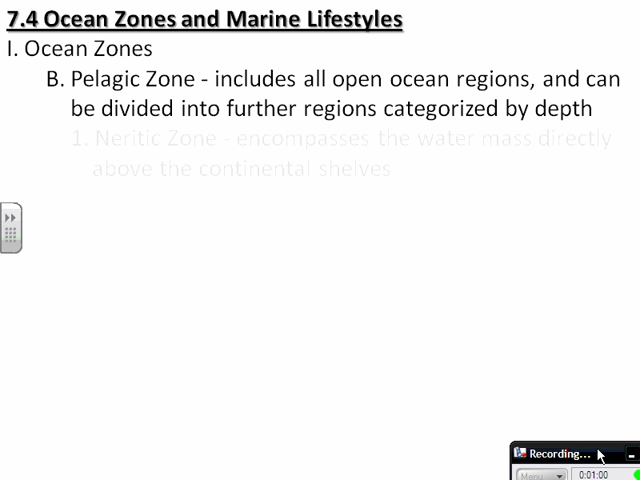 7.4 Ocean Zones and Marine Lifestyles
I. Ocean Zones
B. Pelagic Zone - includes all open ocean regions, and can
be divided into further regions categorized by depth
1. Neritic Zone - encompasses the water mass directly
above the continental shelves
Recording...
Menu
0:01:00